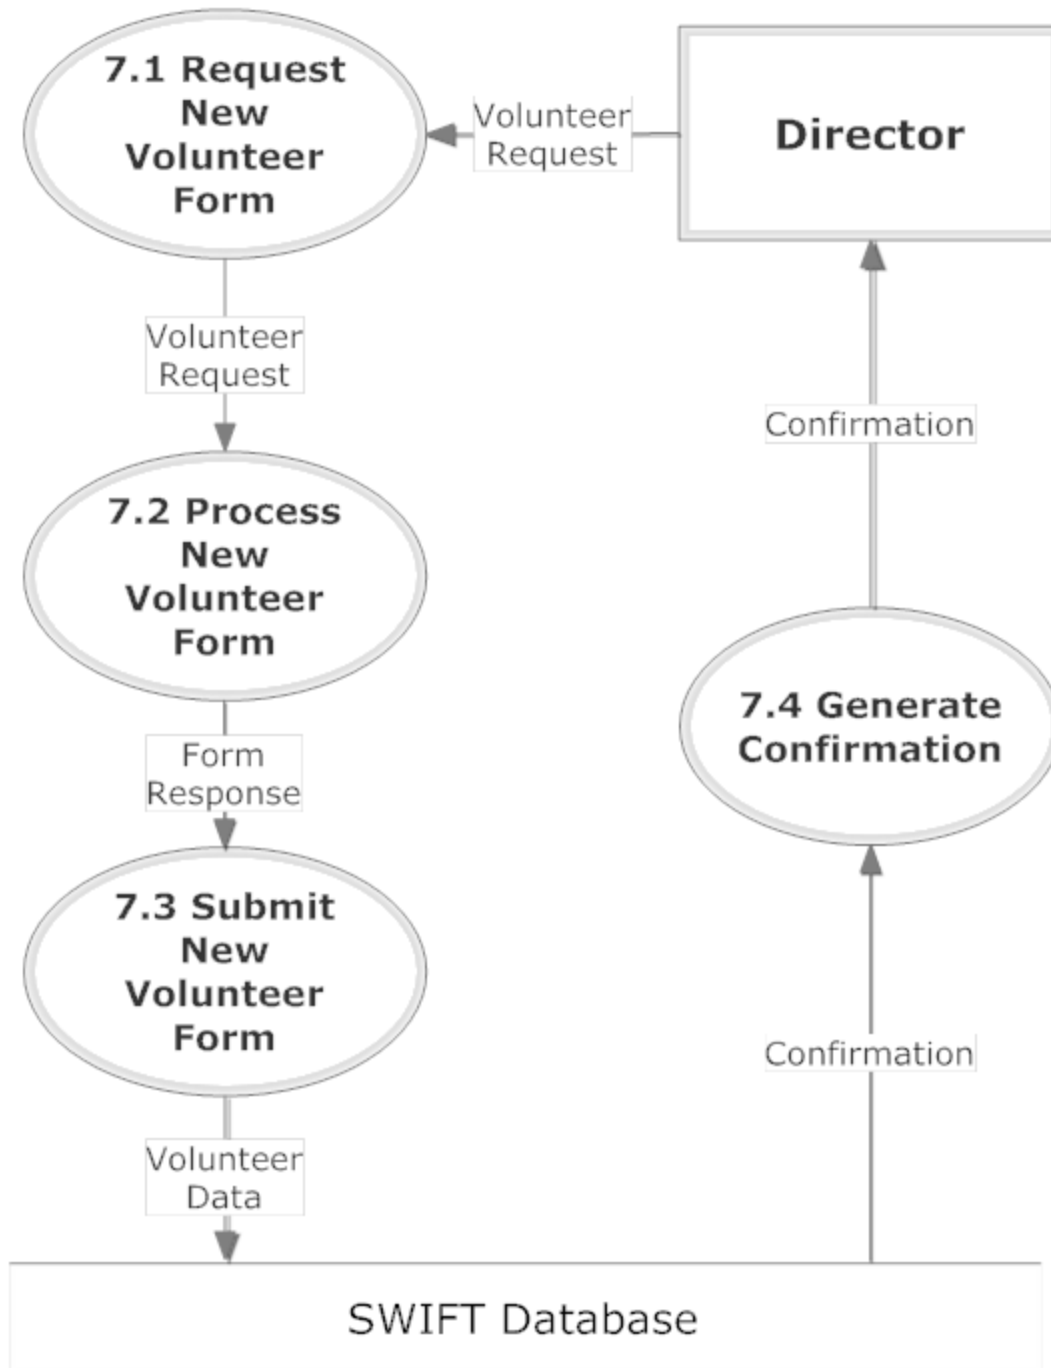 7.1 Request
New
Volunteer
Form
Volunteer
Request
Director
Volunteer
Request
Confirmation
7.2 Process
New
Volunteer
Form
7.4 Generate
Confirmation
Form
Response
7.3 Submit
New
Volunteer
Form
Confirmation
Volunteer
Data
SWIFT Database